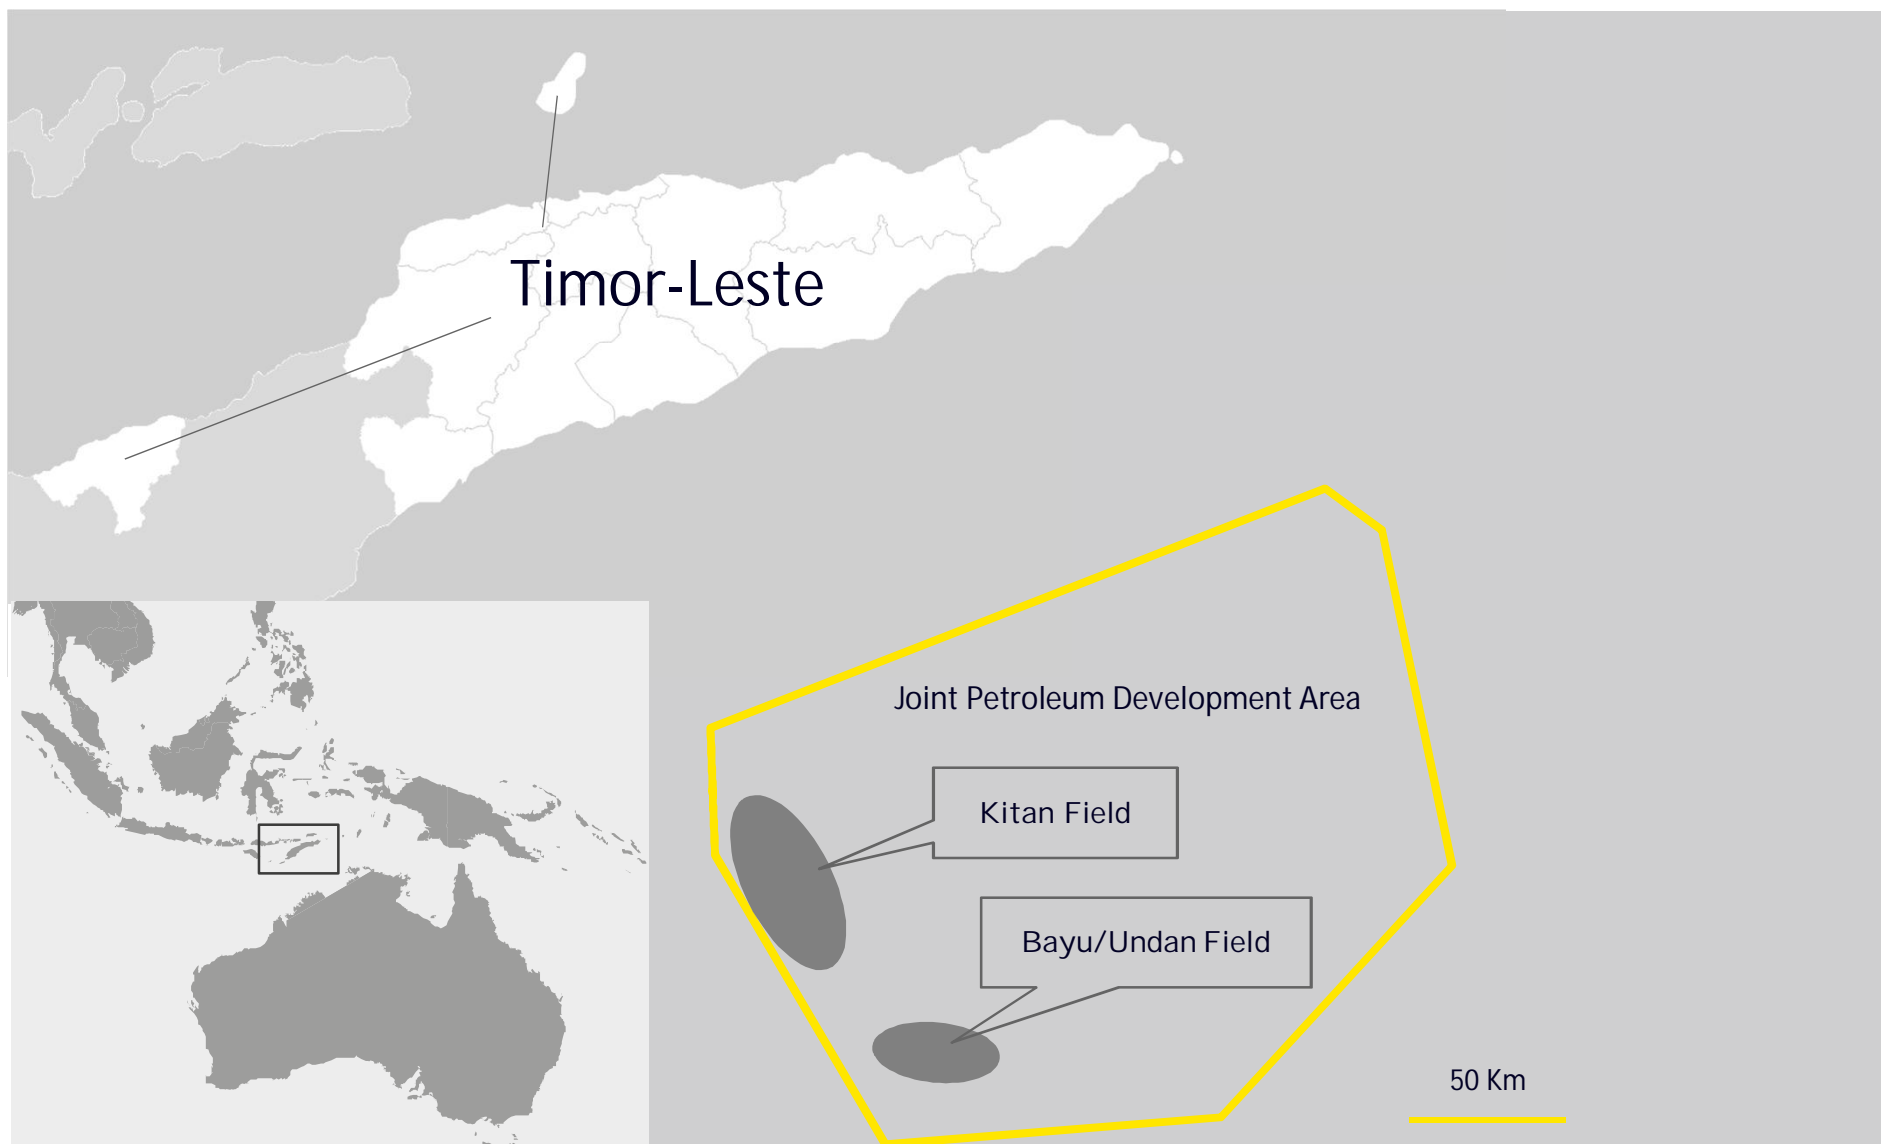 Timor-Leste
Joint Petroleum Development Area
Kitan Field
Bayu/Undan Field
50 Km